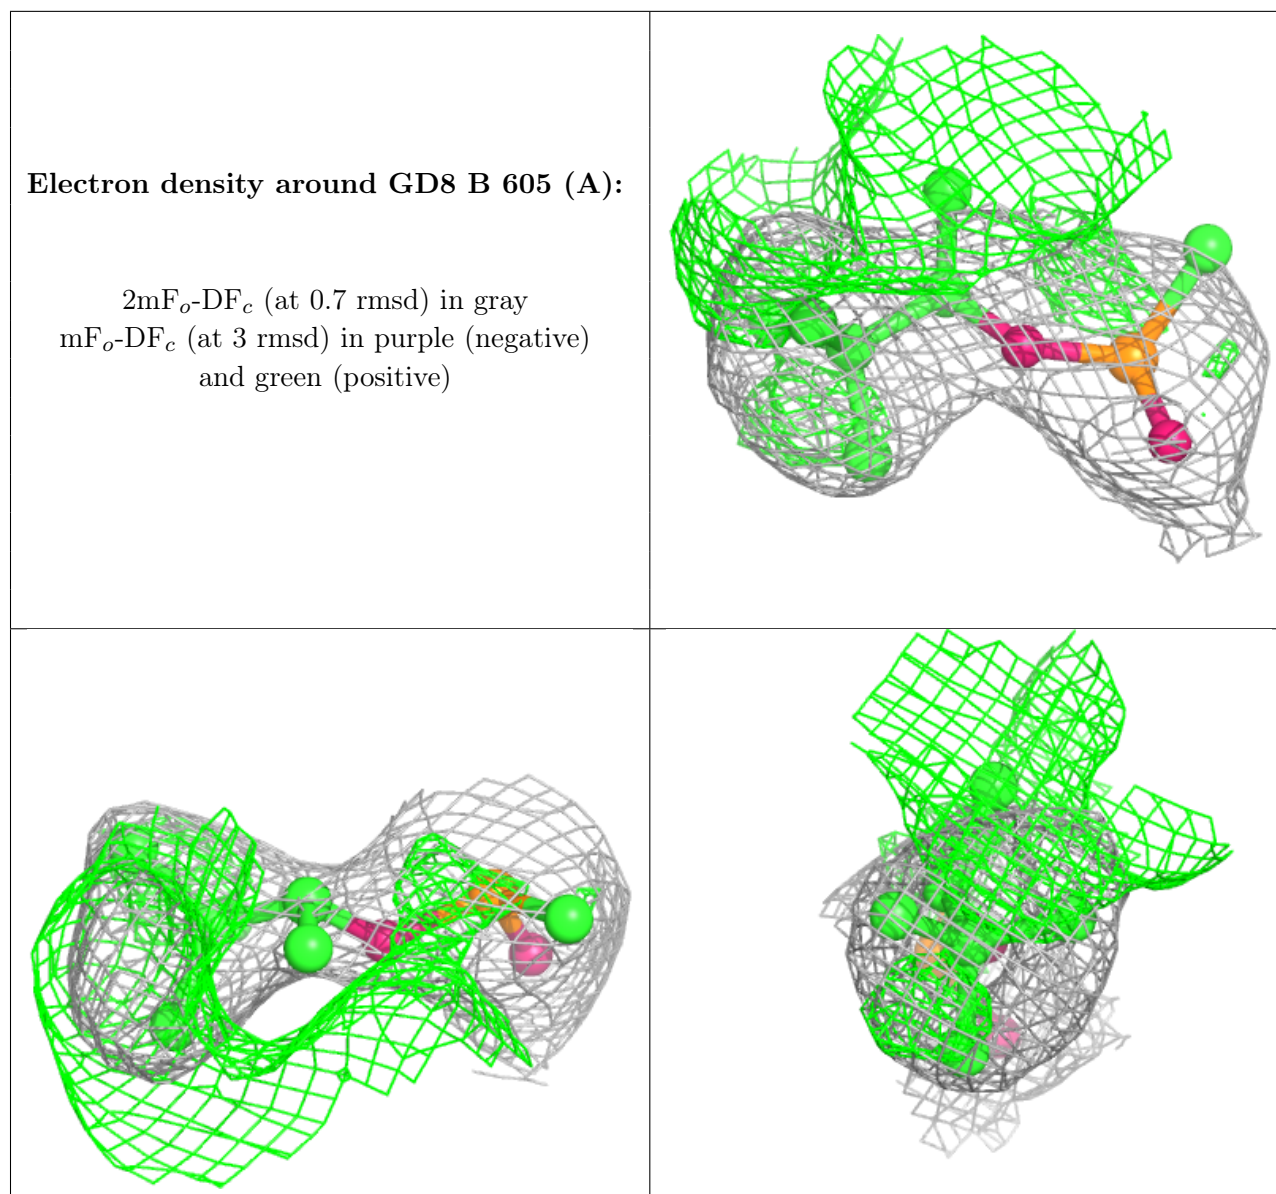 Electron density around GD8 B 605 (A):
2mFₒ-DF𝒸 (at 0.7 rmsd) in gray
mFₒ-DF𝒸 (at 3 rmsd) in purple (negative)
and green (positive)